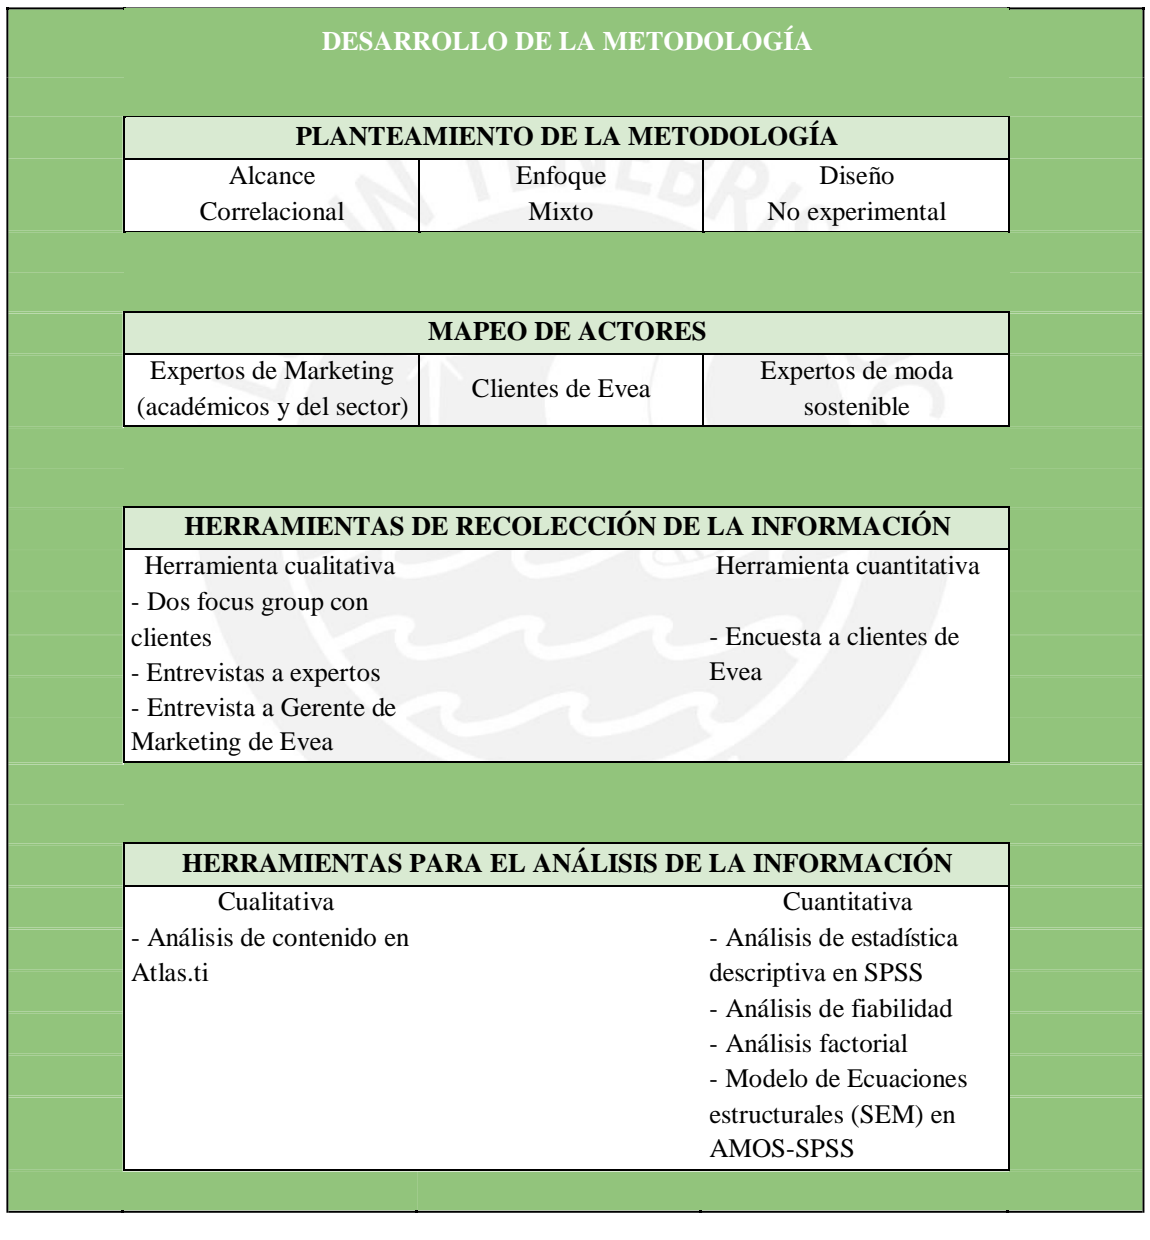 DESARROLLO DE LA METODOLOGÍA
PLANTEAMIENTO DE LA METODOLOGÍA
Alcance
Correlacional
Enfoque
Mixto
Diseño
No experimental
MAPEO DE ACTORES
Expertos de Marketing
(académicos y del sector)
Clientes de Evea
Expertos de moda
sostenible
HERRAMIENTAS DE RECOLECCIÓN DE LA INFORMACIÓN
Herramienta cualitativa
- Dos focus group con
clientes
- Entrevistas a expertos
- Entrevista a Gerente de
Marketing de Evea
Herramienta cuantitativa
- Encuesta a clientes de
Evea
HERRAMIENTAS PARA EL ANÁLISIS DE LA INFORMACIÓN
Cualitativa
- Análisis de contenido en
Atlas.ti
Cuantitativa
- Análisis de estadística
descriptiva en SPSS
- Análisis de fiabilidad
- Análisis factorial
- Modelo de Ecuaciones
estructurales (SEM) en
AMOS-SPSS